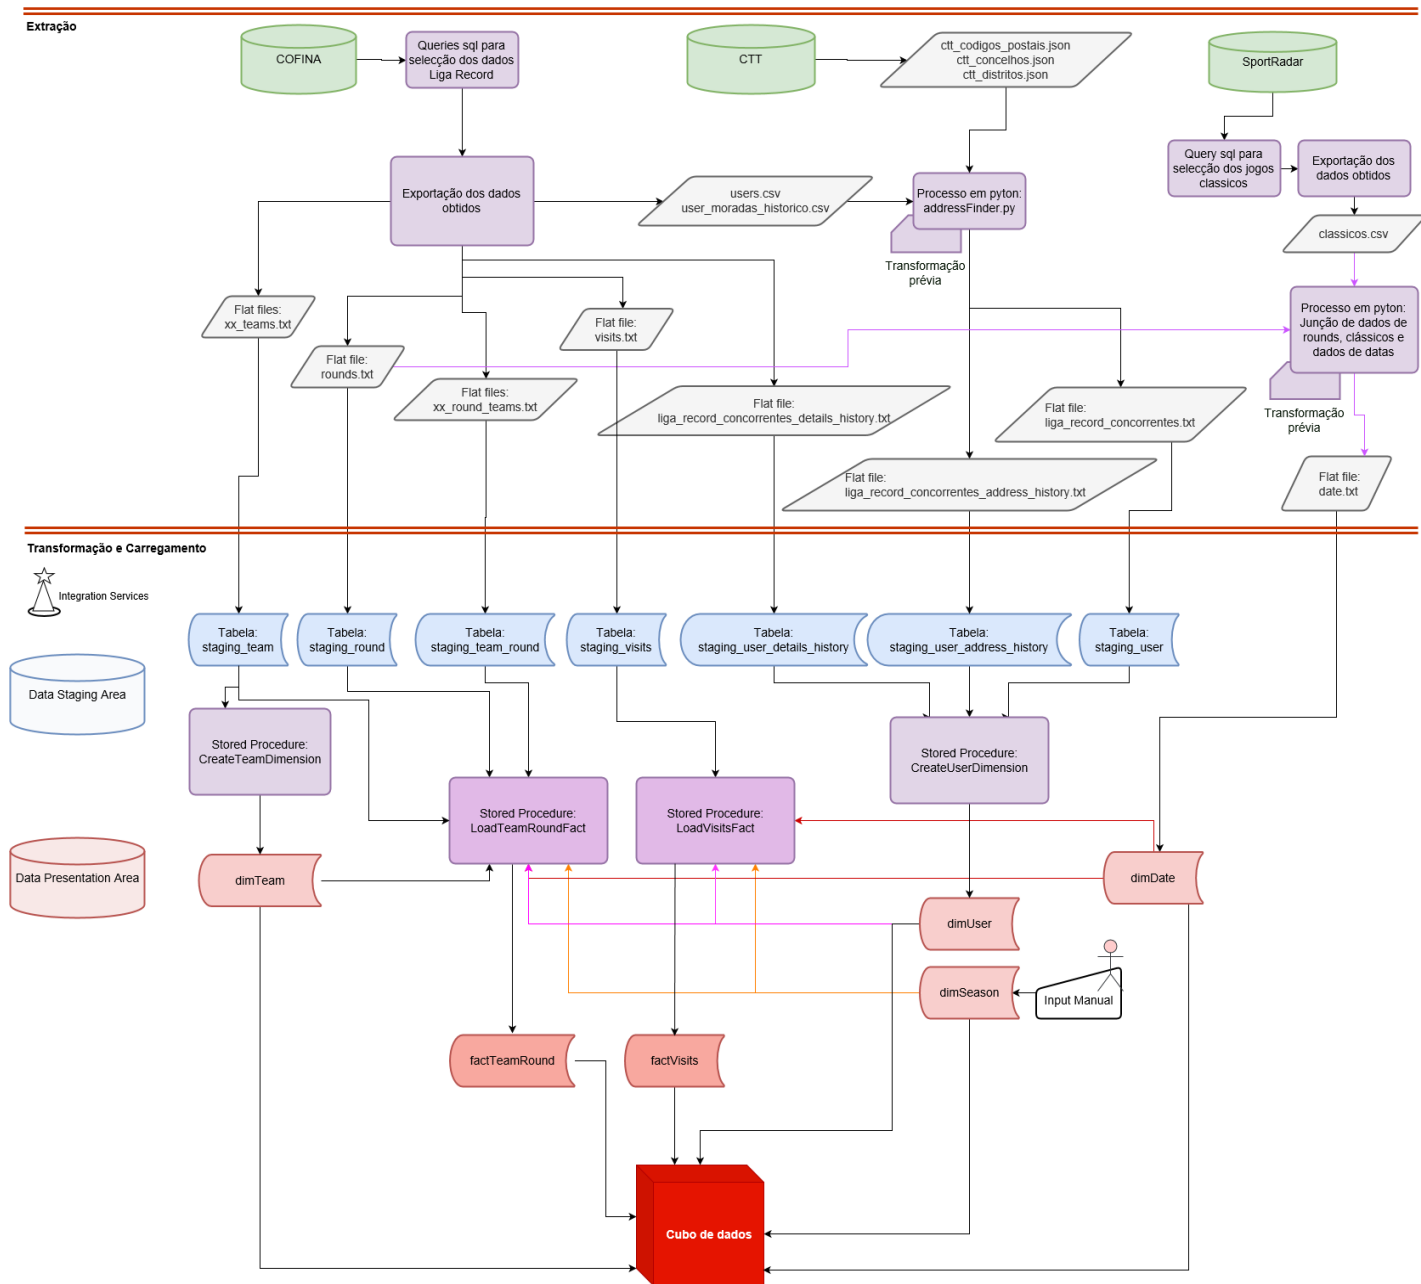 Extração
COFINA
Queries sql para
selecção dos dados
Liga Record
CTT
ctt_codigos_postais.json
ctt_concelhos.json
ctt_distritos.json
SportRadar
Query sql para
selecção dos jogos
classicos
Exportação dos
dados obtidos
Exportação dos dados
obtidos
users.csv
user_moradas_historico.csv
Processo em pyton:
addressFinder.py
Transformação
prévia
classicos.csv
Flat files:
xx_teams.txt
Flat file:
rounds.txt
Flat files:
xx_round_teams.txt
Flat file:
visits.txt
Processo em pyton:
Junção de dados de
rounds, clássicos e
dados de datas
Transformação
prévia
Flat file:
liga_record_concorrentes_details_history.txt
Flat file:
liga_record_concorrentes.txt
Flat file:
liga_record_concorrentes_address_history.txt
Flat file:
date.txt
Transformação e Carregamento
Integration Services
Tabela:
staging_team
Tabela:
staging_round
Tabela:
staging_team_round
Tabela:
staging_visits
Tabela:
staging_user_details_history
Tabela:
staging_user_address_history
Tabela:
staging_user
Data Staging Area
Stored Procedure:
CreateTeamDimension
Stored Procedure:
CreateUserDimension
Stored Procedure:
LoadTeamRoundFact
Stored Procedure:
LoadVisitsFact
Data Presentation Area
dimTeam
dimDate
dimUser
dimSeason
Input Manual
factTeamRound
factVisits
Cubo de dados